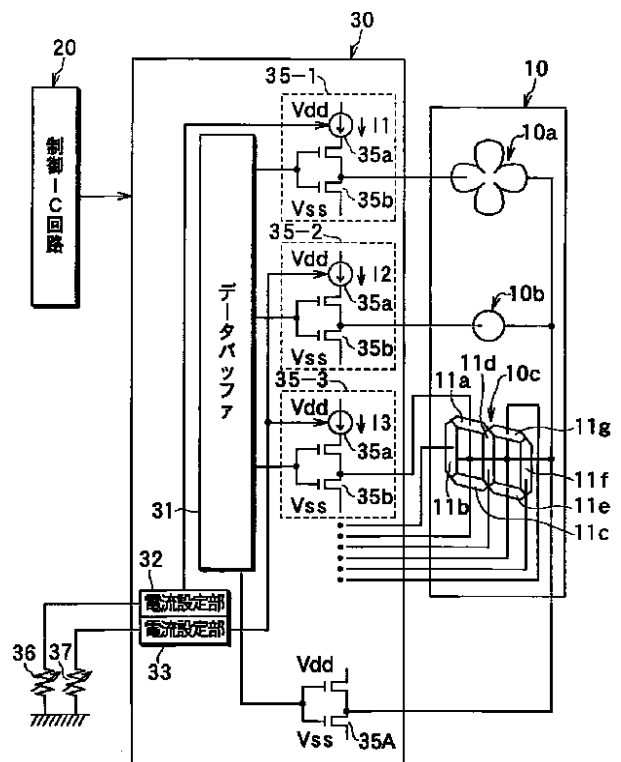 30
20
35-1
10
Vdd
I1
10a
35a
制御IC回路
35b
Vss
35-2
Vdd
I2
10b
35a
データバッファ
35b
Vss
11d
10c
35-3
11a
Vdd
I3
11g
35a
11f
31
35b
11b
11e
Vss
11c
32
電流設定部
電流設定部
36
37
33
Vdd
Vss
35A